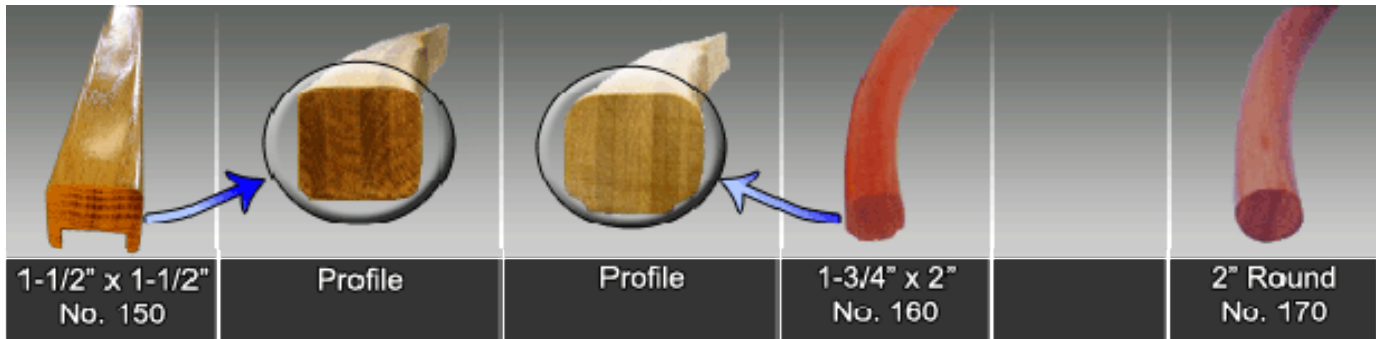 1-1/2" x 1-1/2"
No. 150
Profile
Profile
1-3/4" x 2"
No. 160
2" Round
No. 170